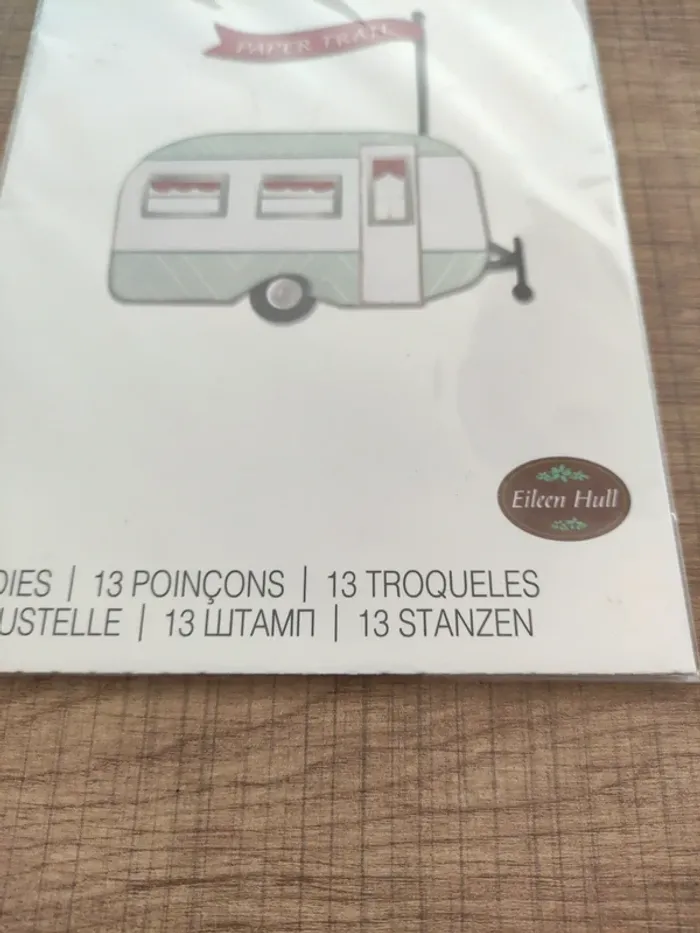 PAPER TRAIL
Eileen Hull
DIES | 13 POINÇONS | 13 TROQUELES
USTELLE | 13 ШТАМП | 13 STANZEN